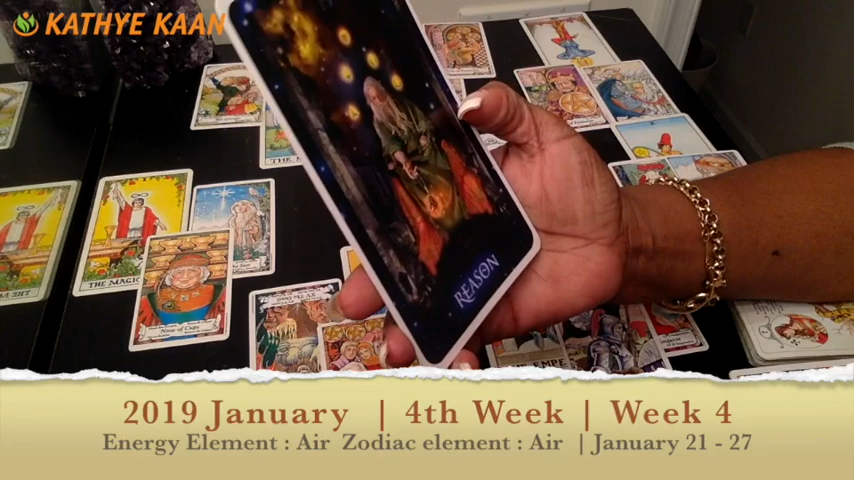 KATHYE KAAN
REASON
THE MAGIC
Nine of Cups
TEMPE
2019 January | 4th Week | Week 4
Energy Element : Air Zodiac element : Air | January 21 - 27